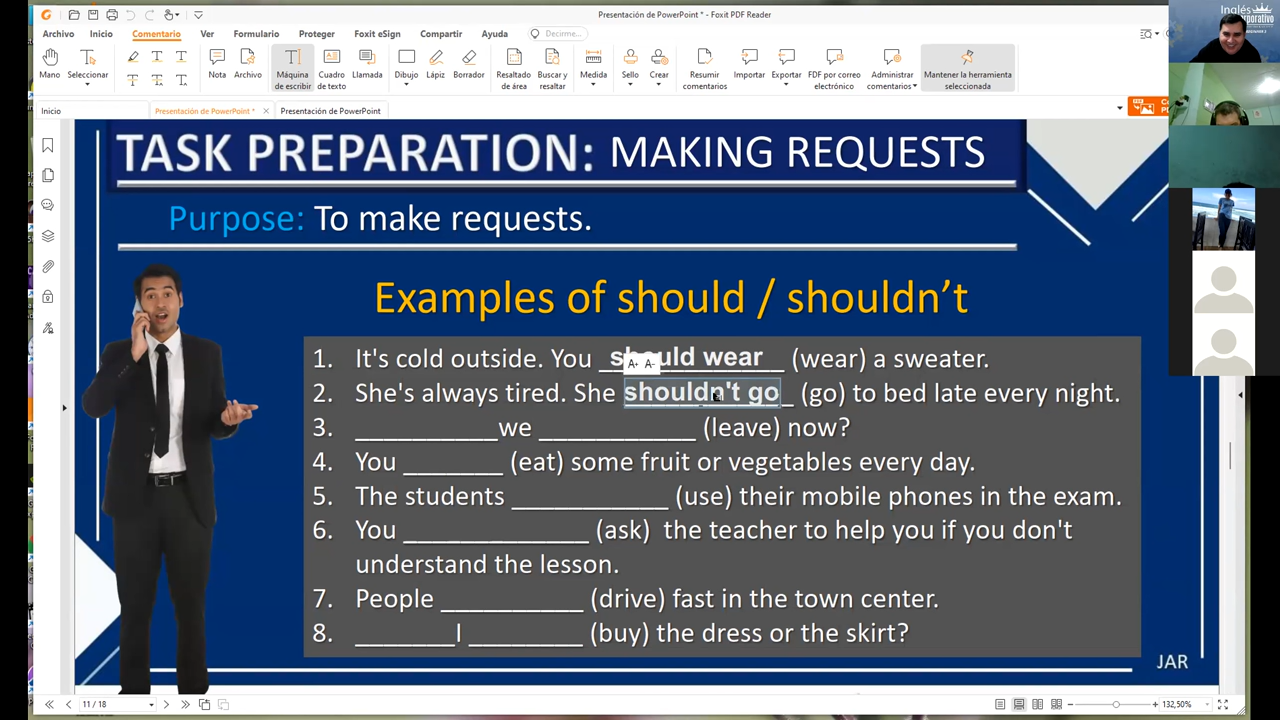 Presentación de PowerPoint * - Foxit PDF Reader
Archivo Inicio Comentario Ver Formulario Proteger Foxit eSign Compartir Ayuda Decirme...
Mano Seleccionar Nota Archivo Máquina de escribir Cuadro de texto Llamada Dibujo Lápiz Borrador Resaltado de área Buscar y resaltar Medida Sello Crear Resumir comentarios Importar Exportar FDF por correo electrónico Administrar comentarios Mantener la herramienta seleccionada
Inicio Presentación de PowerPoint * Presentación de PowerPoint
Inglés
TASK PREPARATION: MAKING REQUESTS
Purpose: To make requests.
Examples of should / shouldn't
1. It's cold outside. You should wear (wear) a sweater.
A+ A-
2. She's always tired. She shouldn't go (go) to bed late every night.
3. __________we ___________ (leave) now?
4. You _______ (eat) some fruit or vegetables every day.
5. The students ___________ (use) their mobile phones in the exam.
6. You _____________ (ask) the teacher to help you if you don't
understand the lesson.
7. People __________ (drive) fast in the town center.
8. _______I ________ (buy) the dress or the skirt?
JAR
11 / 18
132,50%